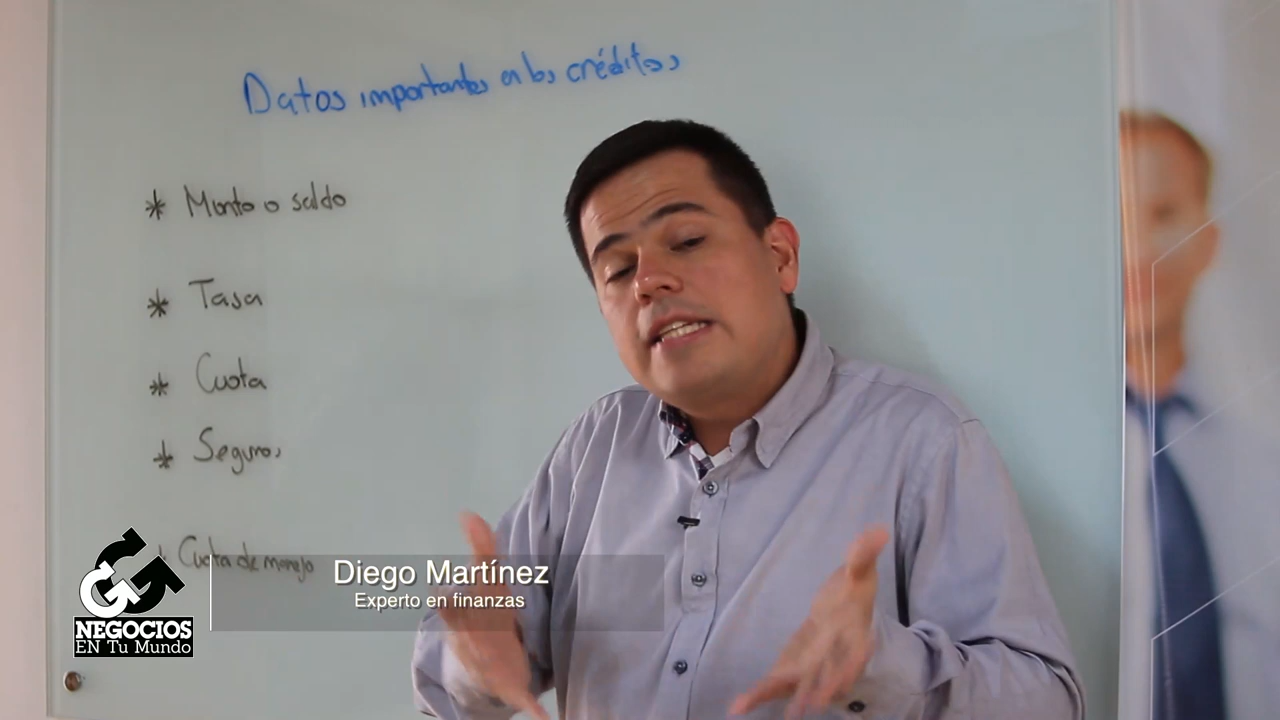 Datos importantes en los créditos
* Monto o saldo
* Tasa
* Cuota
* Seguros
* Cuota de manejo
Diego Martínez
Experto en finanzas
NEGOCIOS
EN Tu Mundo